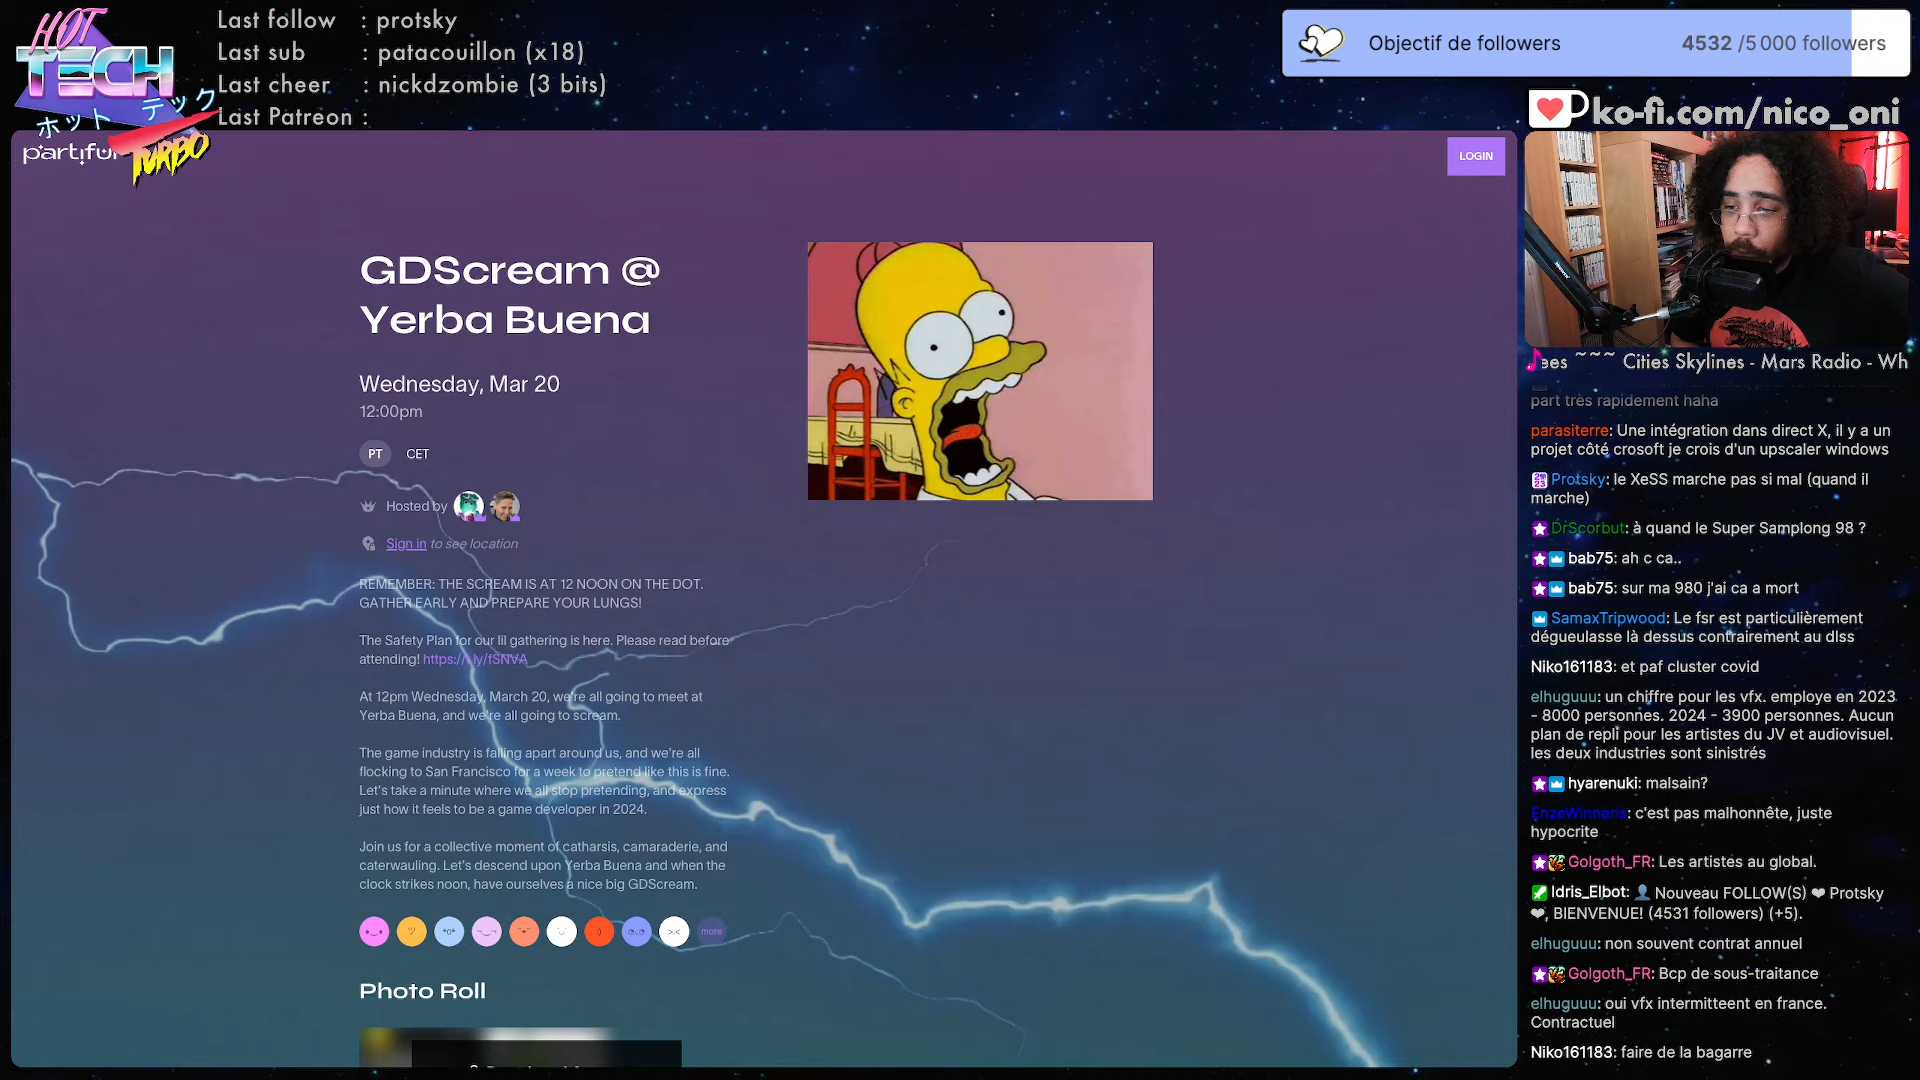 HOT
TECH
ホット テック
TURBO
Last follow : protsky
Last sub : patacouillon (x18)
Last cheer : nickdzombie (3 bits)
Last Patreon :
Objectif de followers
4532 /5 000 followers
ko-fi.com/nico_oni
partiful
LOGIN
GDScream @
Yerba Buena
Wednesday, Mar 20
12:00pm
PT CET
Hosted by
Sign in to see location
REMEMBER: THE SCREAM IS AT 12 NOON ON THE DOT.
GATHER EARLY AND PREPARE YOUR LUNGS!
The Safety Plan for our lil gathering is here. Please read before
attending!
At 12pm Wednesday, March 20, we're all going to meet at
Yerba Buena, and we're all going to scream.
The game industry is falling apart around us, and we're all
flocking to San Francisco for a week to pretend like this is fine.
Let's take a minute where we all stop pretending, and express
just how it feels to be a game developer in 2024.
Join us for a collective moment of catharsis, camaraderie, and
caterwauling. Let's descend upon Yerba Buena and when the
clock strikes noon, have ourselves a nice big GDScream.
more
Photo Roll
ees ~~~ Cities Skylines - Mars Radio - Wh
part très rapidement haha
parasiterre: Une intégration dans direct X, il y a un
projet côté crosoft je crois d'un upscaler windows
Protsky: le XeSS marche pas si mal (quand il
marche)
DrScorbut: à quand le Super Samplong 98 ?
bab75: ah c ca..
bab75: sur ma 980 j'ai ca a mort
SamaxTripwood: Le fsr est particulièrement
dégueulasse là dessus contrairement au dlss
Niko161183: et paf cluster covid
elhuguuu: un chiffre pour les vfx. employe en 2023
- 8000 personnes. 2024 - 3900 personnes. Aucun
plan de repli pour les artistes du JV et audiovisuel.
les deux industries sont sinistrés
hyarenuki: malsain?
EnzeWinneris: c'est pas malhonnête, juste
hypocrite
Golgoth_FR: Les artistes au global.
Idris_Elbot: 👤 Nouveau FOLLOW(S) ❤ Protsky
❤, BIENVENUE! (4531 followers) (+5).
elhuguuu: non souvent contrat annuel
Golgoth_FR: Bcp de sous-traitance
elhuguuu: oui vfx intermitteent en france.
Contractuel
Niko161183: faire de la bagarre